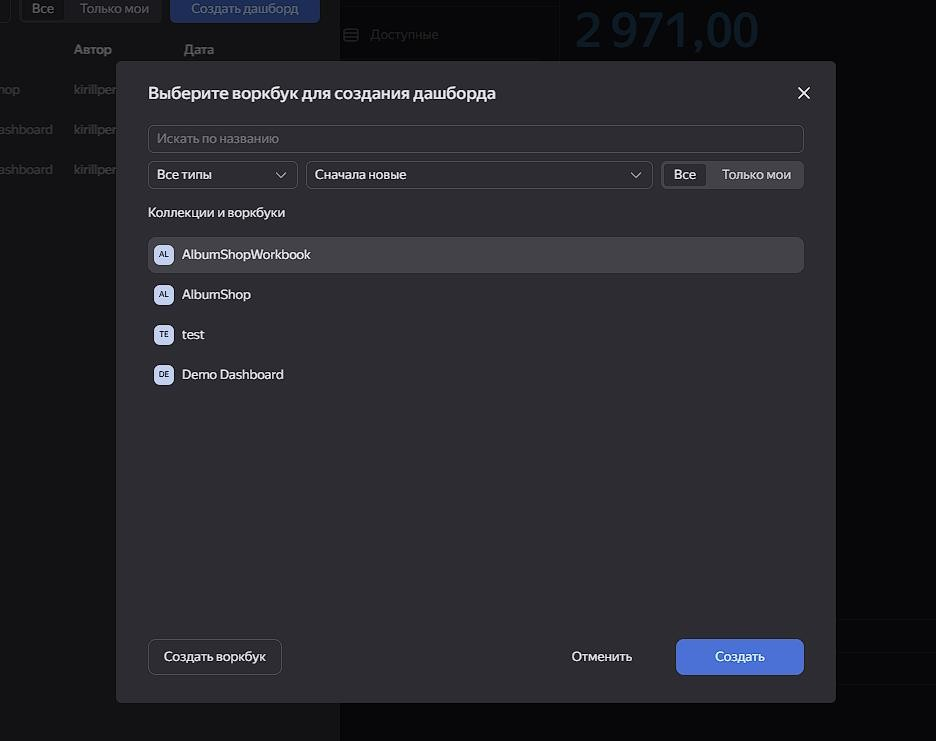 Все Только мои Создать дашборд
Доступные
2 971,00
Автор Дата
kirillper
ashboard kirillper
ashboard kirillper
Выберите воркбук для создания дашборда
Искать по названию
Все типы Сначала новые Все Только мои
Коллекции и воркбуки
AL AlbumShopWorkbook
AL AlbumShop
TE test
DE Demo Dashboard
Создать воркбук Отменить Создать